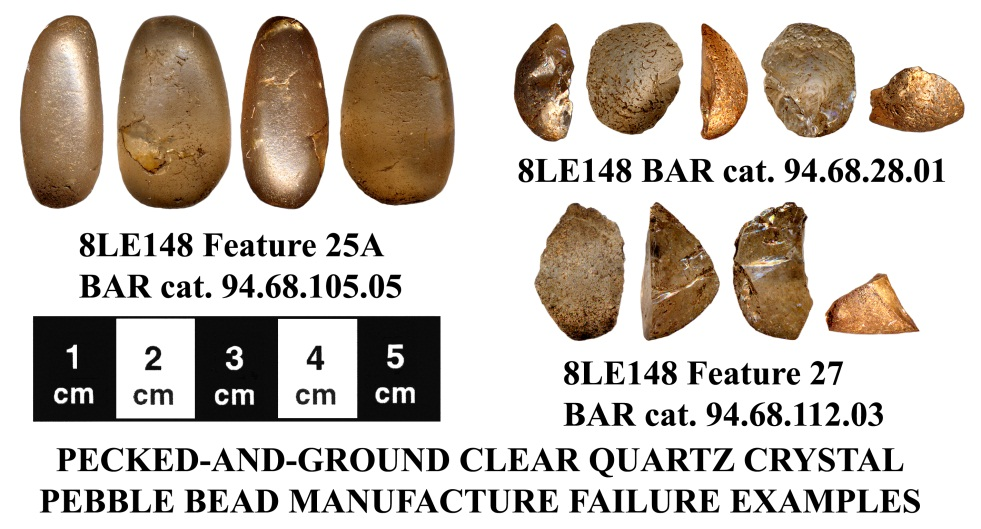 8LE148 BAR cat. 94.68.28.01
8LE148 Feature 25A
BAR cat. 94.68.105.05
1 2 3 4 5
cm cm cm cm cm
8LE148 Feature 27
BAR cat. 94.68.112.03
PECKED-AND-GROUND CLEAR QUARTZ CRYSTAL
PEBBLE BEAD MANUFACTURE FAILURE EXAMPLES